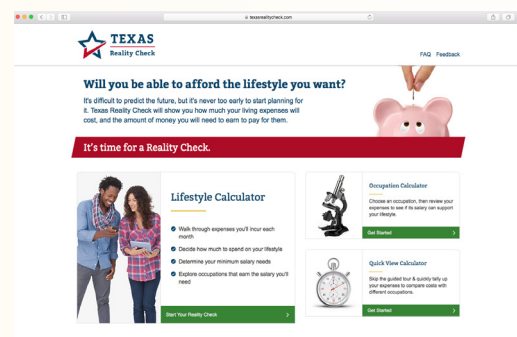 texasrealitycheck.com
TEXAS
Reality Check
FAQ Feedback
Will you be able to afford the lifestyle you want?
It's difficult to predict the future, but it's never too early to start planning for
it. Texas Reality Check will show you how much your living expenses will
cost, and the amount of money you will need to earn to pay for them.
It's time for a Reality Check.
Lifestyle Calculator
Walk through expenses you'll incur each
month
Decide how much to spend on your lifestyle
Determine your minimum salary needs
Explore occupations that earn the salary you'll
need
Start Your Reality Check
Occupation Calculator
Choose an occupation, then review your
expenses to see if its salary can support
your lifestyle.
Get Started
Quick View Calculator
Skip the guided tour & quickly tally up
your expenses to compare costs with
different occupations.
Get Started